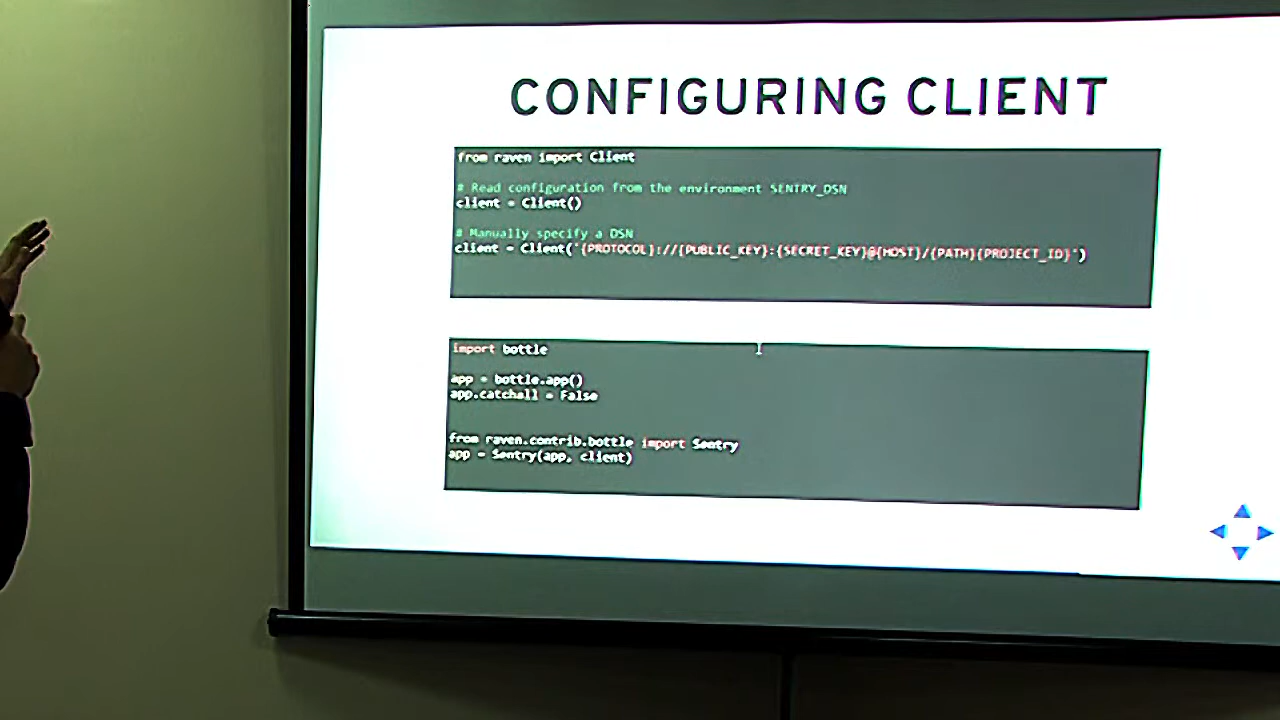 CONFIGURING CLIENT
from raven import Client
# Read configuration from the environment SENTRY_DSN
client = Client()
# Manually specify a DSN
client = Client('{PROTOCOL}://{PUBLIC_KEY}:{SECRET_KEY}@{HOST}/{PATH}{PROJECT_ID}')
import bottle
app = bottle.app()
app.catchall = False
from raven.contrib.bottle import Sentry
app = Sentry(app, client)